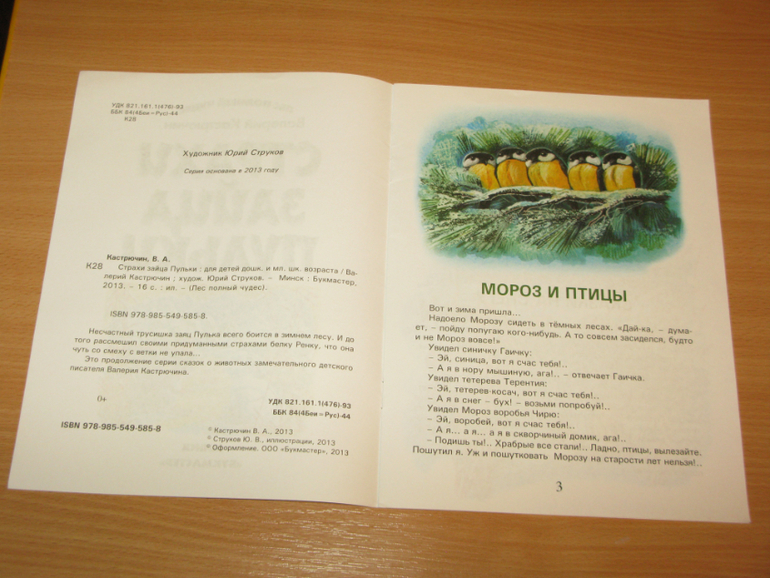 УДК 821.161.1(476)-93
ББК 84(4Беи=Рус)-44
К28
Художник Юрий Струков
Серия основана в 2013 году
Кастрючин, В. А.
К28
Страхи зайца Пульки : для детей дошк. и мл. шк. возраста / Ва-
лерий Кастрючин ; худож. Юрий Струков. – Минск : Букмастер,
2013. – 16 с. : ил. – (Лес полный чудес).
ISBN 978-985-549-585-8.
Несчастный трусишка заяц Пулька всего боится в зимнем лесу. И до
того рассмешил своими придуманными страхами белку Ренку, что она
чуть со смеху с ветки не упала...
Это продолжение серии сказок о животных замечательного детского
писателя Валерия Кастрючина.
0+
УДК 821.161.1(476)-93
ББК 84(4Беи=Рус)-44
ISBN 978-985-549-585-8
© Кастрючин В. А., 2013
© Струков Ю. В., иллюстрации, 2013
© Оформление. ООО «Букмастер», 2013
МОРОЗ И ПТИЦЫ
Вот и зима пришла...
Надоело Морозу сидеть в тёмных лесах. «Дай-ка, – дума-
ет, – пойду попугаю кого-нибудь. А то совсем засиделся, будто
и не Мороз вовсе!»
Увидел синичку Гаичку:
– Эй, синица, вот я счас тебя!..
– А я в нору мышиную, ага!.. – отвечает Гаичка.
Увидел тетерева Терентия:
– Эй, тетерев-косач, вот я счас тебя!..
– А я в снег – бух! – возьми попробуй!..
Увидел Мороз воробья Чирю:
– Эй, воробей, вот я счас тебя!..
– А я... а я... а я в скворчиный домик, ага!..
– Подишь ты!.. Храбрые все стали!.. Ладно, птицы, вылезайте.
Пошутил я. Уж и пошутковать Морозу на старости лет нельзя!..
3